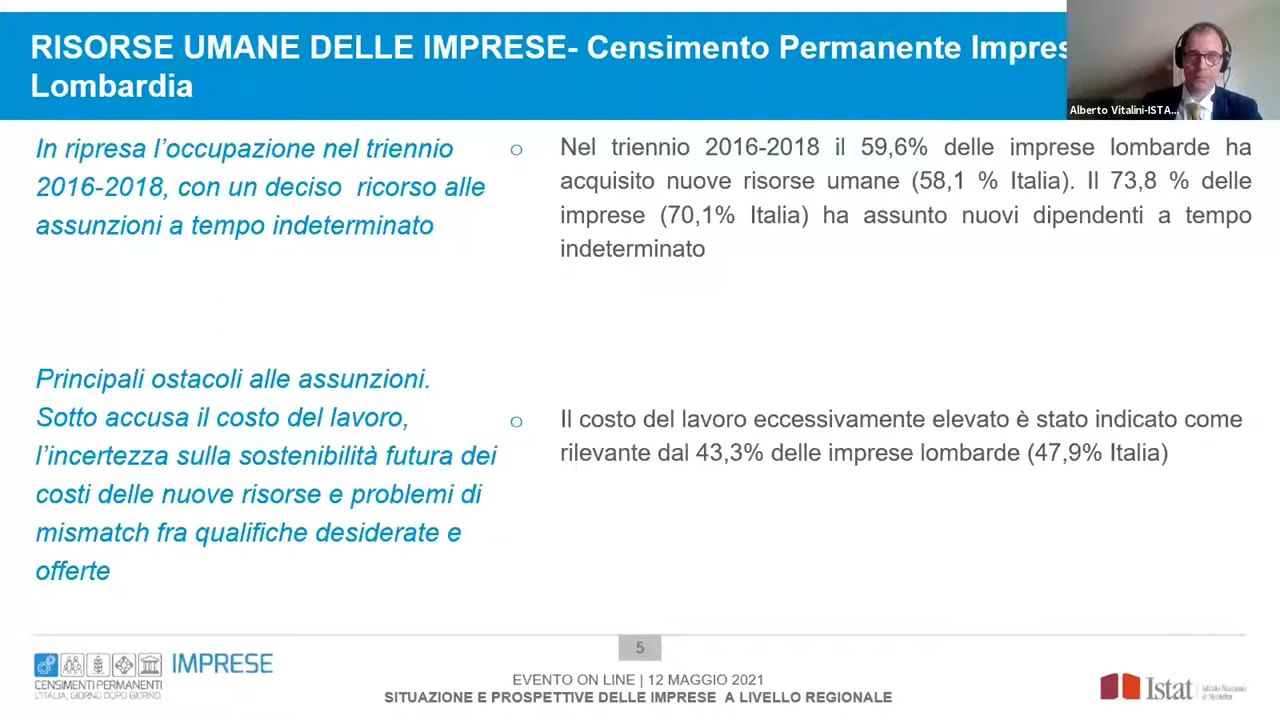 RISORSE UMANE DELLE IMPRESE- Censimento Permanente Impres
Lombardia
Alberto Vitalini-ISTA...
In ripresa l’occupazione nel triennio
2016-2018, con un deciso ricorso alle
assunzioni a tempo indeterminato
o Nel triennio 2016-2018 il 59,6% delle imprese lombarde ha
acquisito nuove risorse umane (58,1 % Italia). Il 73,8 % delle
imprese (70,1% Italia) ha assunto nuovi dipendenti a tempo
indeterminato
Principali ostacoli alle assunzioni.
Sotto accusa il costo del lavoro,
l’incertezza sulla sostenibilità futura dei
costi delle nuove risorse e problemi di
mismatch fra qualifiche desiderate e
offerte
o Il costo del lavoro eccessivamente elevato è stato indicato come
rilevante dal 43,3% delle imprese lombarde (47,9% Italia)
5
IMPRESE
CENSIMENTI PERMANENTI
L'ITALIA, GIORNO DOPO GIORNO
EVENTO ON LINE | 12 MAGGIO 2021
SITUAZIONE E PROSPETTIVE DELLE IMPRESE A LIVELLO REGIONALE
Istat